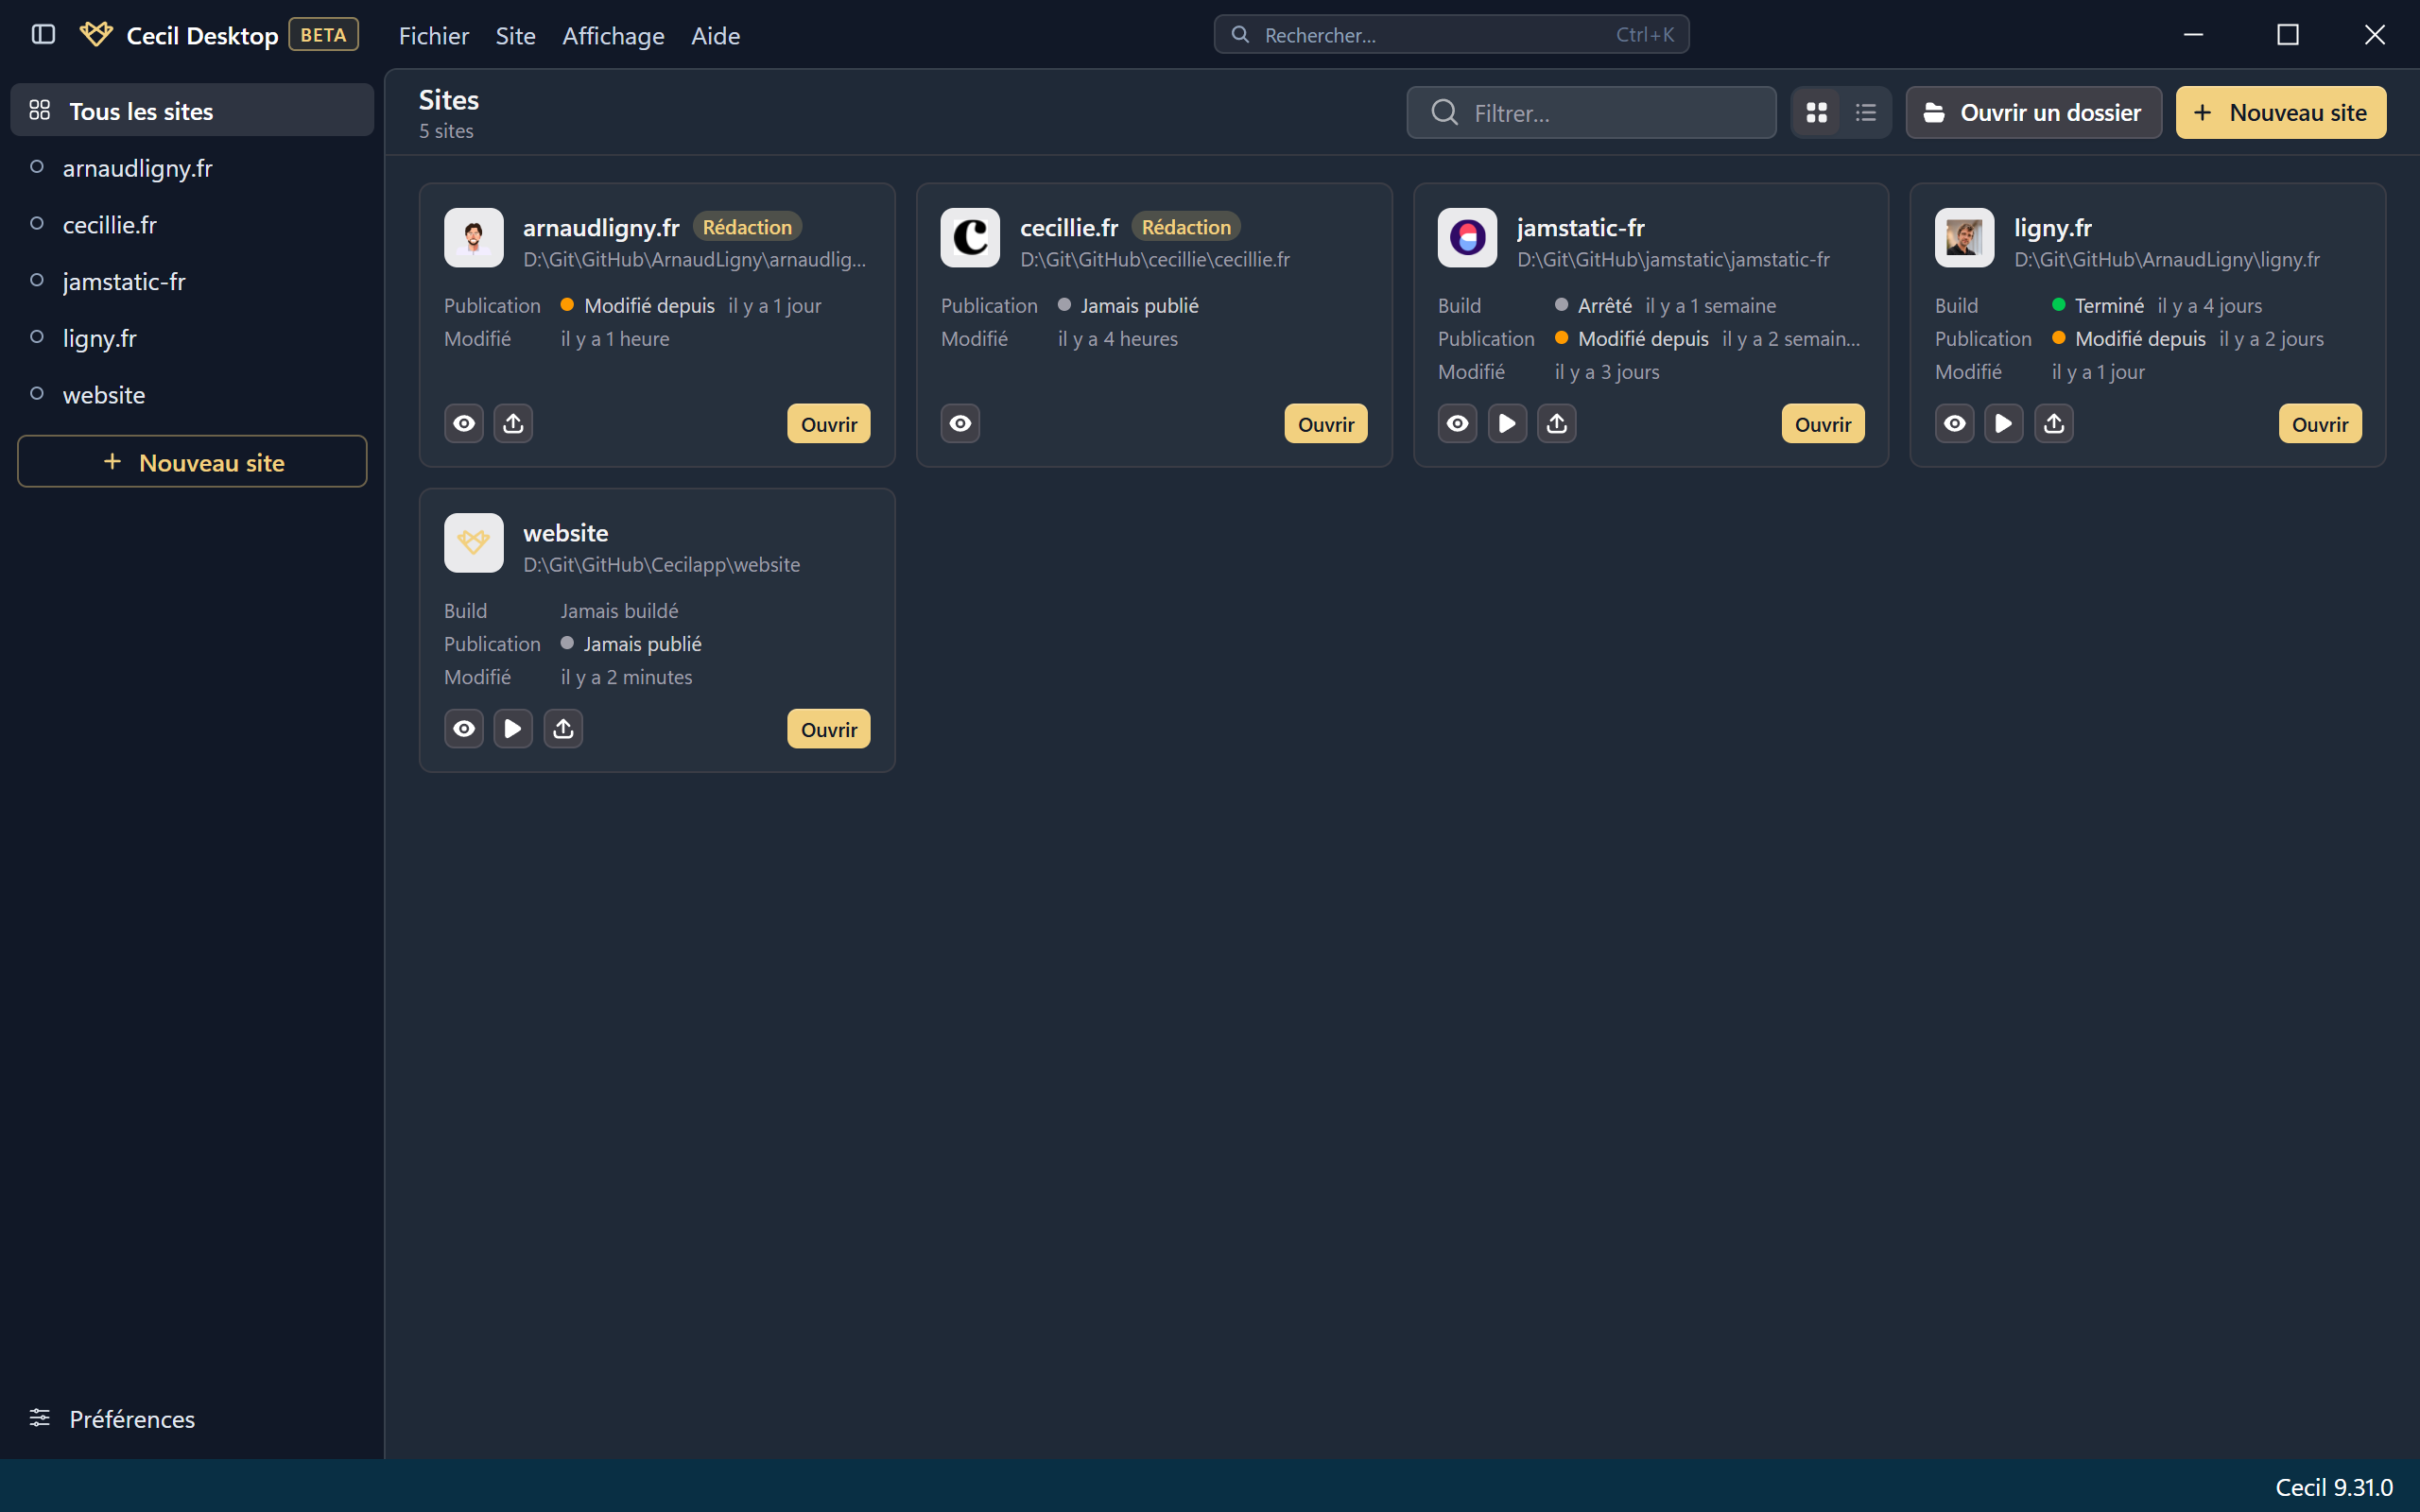 Cecil Desktop BETA Fichier Site Affichage Aide Rechercher... Ctrl+K
Tous les sites
arnaudligny.fr
cecillie.fr
jamstatic-fr
ligny.fr
website
+ Nouveau site
Préférences
Sites
5 sites
Filtrer...
Ouvrir un dossier
+ Nouveau site
arnaudligny.fr Rédaction
D:\Git\GitHub\ArnaudLigny\arnaudlig...
Publication Modifié depuis il y a 1 jour
Modifié il y a 1 heure
Ouvrir
cecillie.fr Rédaction
D:\Git\GitHub\cecillie\cecillie.fr
Publication Jamais publié
Modifié il y a 4 heures
Ouvrir
jamstatic-fr
D:\Git\GitHub\jamstatic\jamstatic-fr
Build Arrêté il y a 1 semaine
Publication Modifié depuis il y a 2 semain...
Modifié il y a 3 jours
Ouvrir
ligny.fr
D:\Git\GitHub\ArnaudLigny\ligny.fr
Build Terminé il y a 4 jours
Publication Modifié depuis il y a 2 jours
Modifié il y a 1 jour
Ouvrir
website
D:\Git\GitHub\Cecilapp\website
Build Jamais buildé
Publication Jamais publié
Modifié il y a 2 minutes
Ouvrir
Cecil 9.31.0